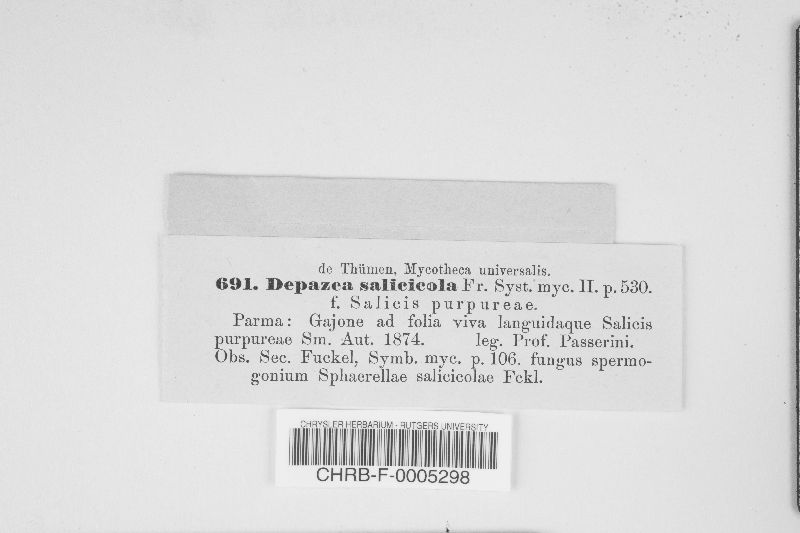 de Thümen, Mycotheca universalis.
691. Depazea salicicola Fr. Syst. myc. II. p. 530.
f. Salicis purpureae.
Parma: Gajone ad folia viva languidaque Salicis
purpureae Sm. Aut. 1874. leg. Prof. Passerini.
Obs. Sec. Fuckel, Symb. myc. p. 106. fungus spermo-
gonium Sphaerellae salicicolae Fckl.
CHRYSLER HERBARIUM - RUTGERS UNIVERSITY
CHRB-F-0005298